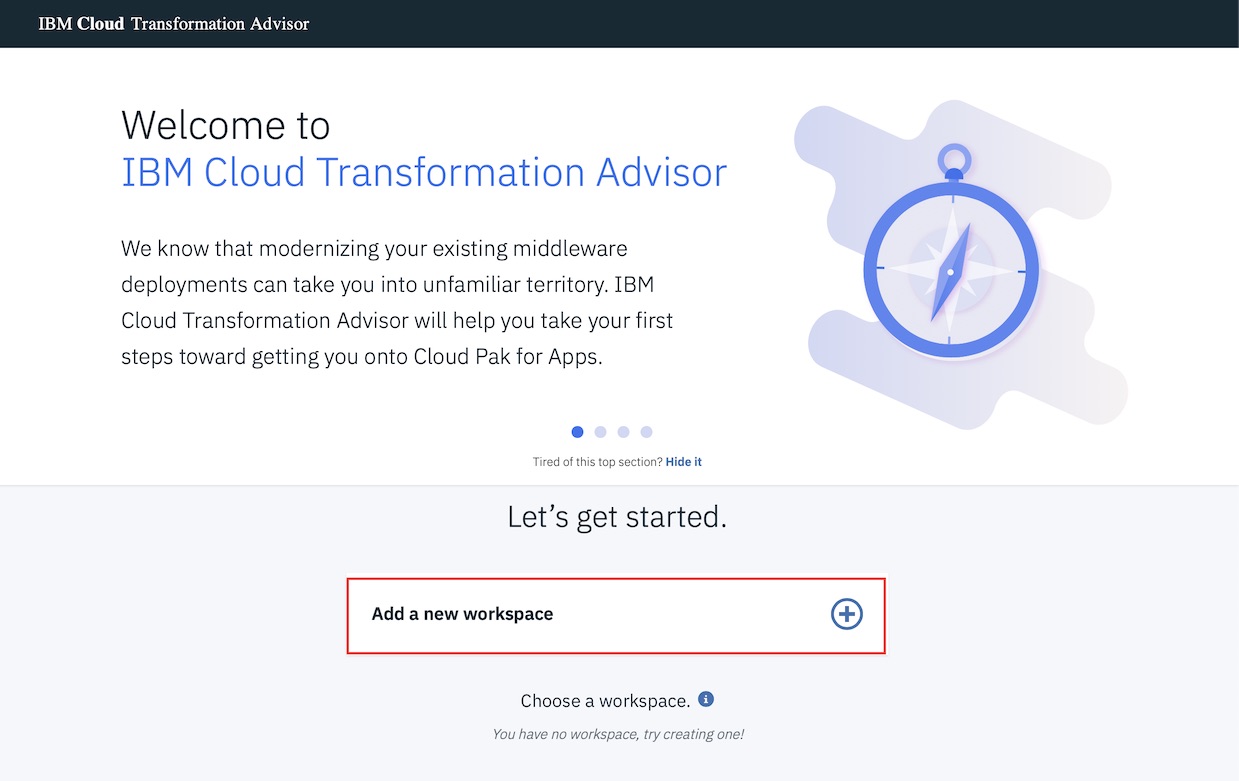 IBM Cloud Transformation Advisor
Welcome to
IBM Cloud Transformation Advisor
We know that modernizing your existing middleware
deployments can take you into unfamiliar territory. IBM
Cloud Transformation Advisor will help you take your first
steps toward getting you onto Cloud Pak for Apps.
Tired of this top section? Hide it
Let’s get started.
Add a new workspace
Choose a workspace.
You have no workspace, try creating one!